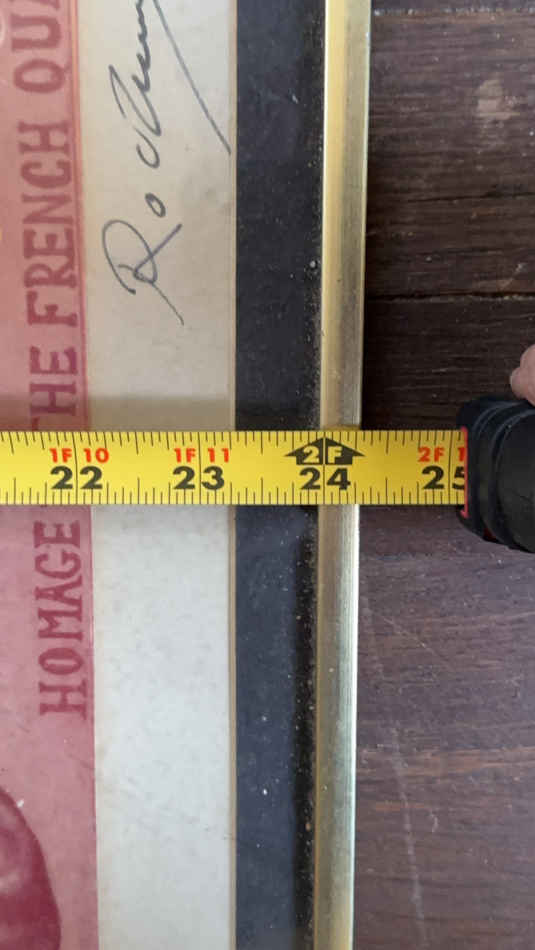 HOMAGE THE FRENCH QUA
1F 10 1F 11 2F 2F 1
22 23 24 25